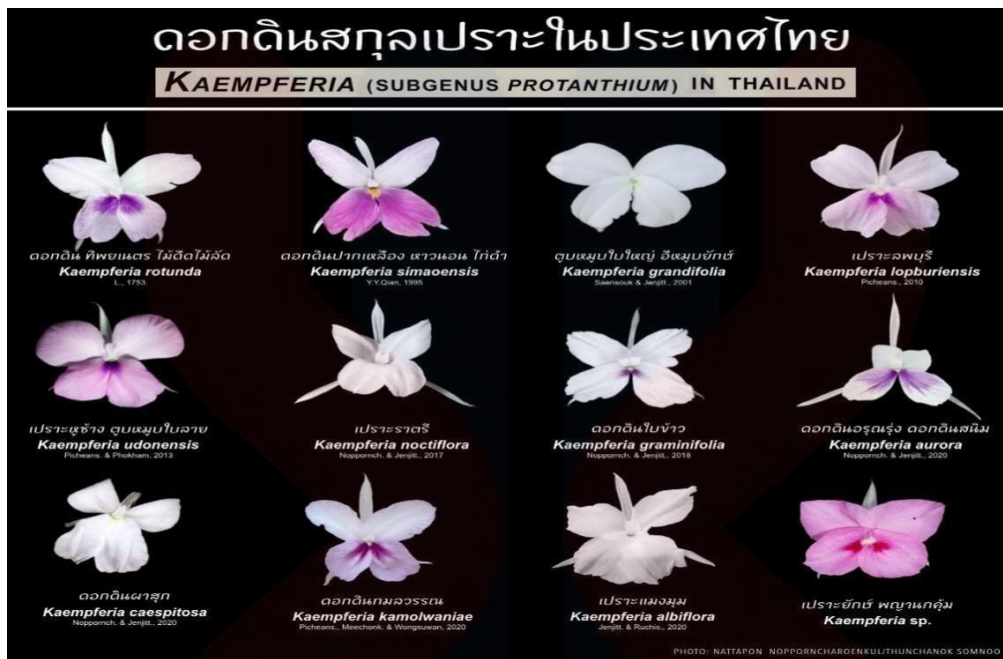 ดอกดินสกุลเปราะในประเทศไทย
KAEMPFERIA (SUBGENUS PROTANTHIUM) IN THAILAND
ดอกดิน ทิพยเนตร ไม้ตีดไม้ลัด
Kaempferia rotunda
L., 1753
ดอกดินปากเหลือง หาวนอน ไก่ดำ
Kaempferia simaoensis
Y.Y.Qian, 1995
ตูบหมูบใบใหญ่ อีหมูบยักษ์
Kaempferia grandifolia
Saensouk & Jenjitt., 2001
เปราะลพบุรี
Kaempferia lopburiensis
Picheans., 2010
เปราะหูช้าง ตูบหมูบใบลาย
Kaempferia udonensis
Picheans. & Phokham, 2013
เปราะราตรี
Kaempferia noctiflora
Noppornch. & Jenjitt., 2017
ดอกดินใบข้าว
Kaempferia graminifolia
Noppornch. & Jenjitt., 2018
ดอกดินอรุณรุ่ง ดอกดินสนิม
Kaempferia aurora
Noppornch. & Jenjitt., 2020
ดอกดินผาสุก
Kaempferia caespitosa
Noppornch. & Jenjitt., 2020
ดอกดินกมลวรรณ
Kaempferia kamolwaniae
Picheans., Meechonk. & Wongsuwan, 2020
เปราะแมงมุม
Kaempferia albiflora
Jenjitt. & Ruchis., 2020
เปราะยักษ์ พญานกคุ้ม
Kaempferia sp.
PHOTO: NATTAPON NOPPORNCHAROENKUL/THUNCHANOK SOMNOO